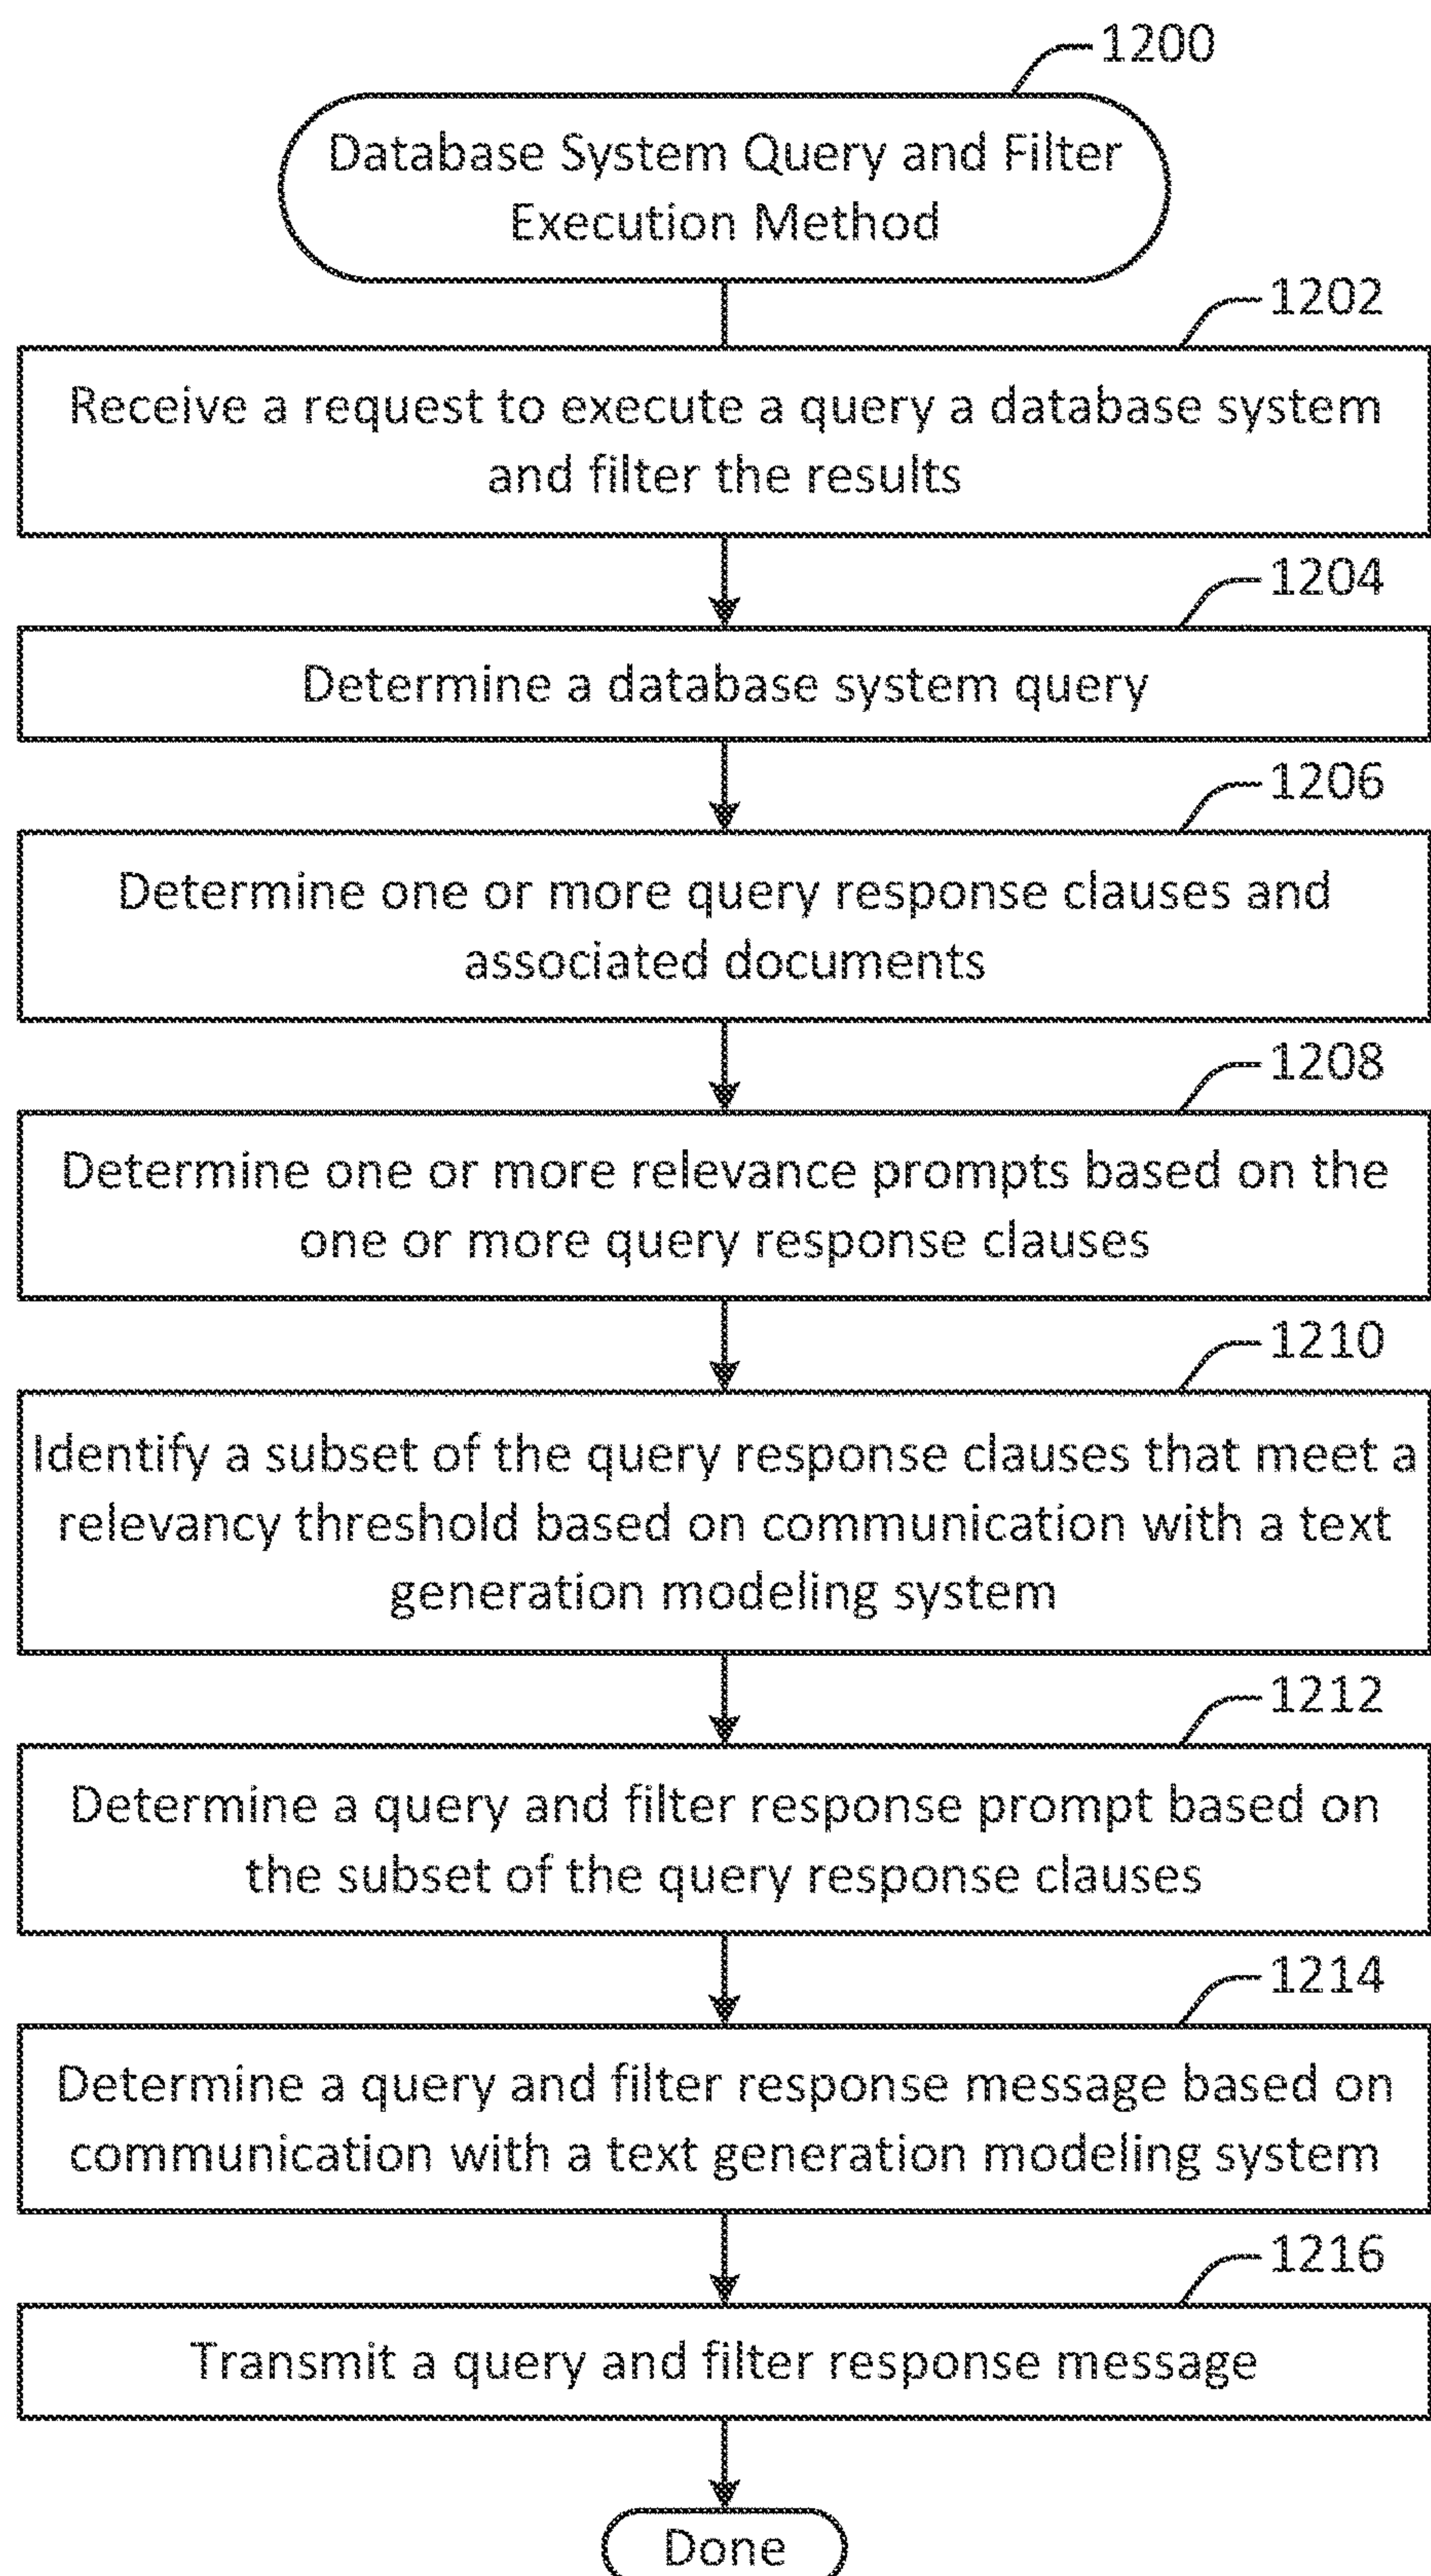 1200
Database System Query and Filter
Execution Method
1202
Receive a request to execute a query a database system
and filter the results
1204
Determine a database system query
1206
Determine one or more query response clauses and
associated documents
1208
Determine one or more relevance prompts based on the
one or more query response clauses
1210
Identify a subset of the query response clauses that meet a
relevancy threshold based on communication with a text
generation modeling system
1212
Determine a query and filter response prompt based on
the subset of the query response clauses
1214
Determine a query and filter response message based on
communication with a text generation modeling system
1216
Transmit a query and filter response message
Done